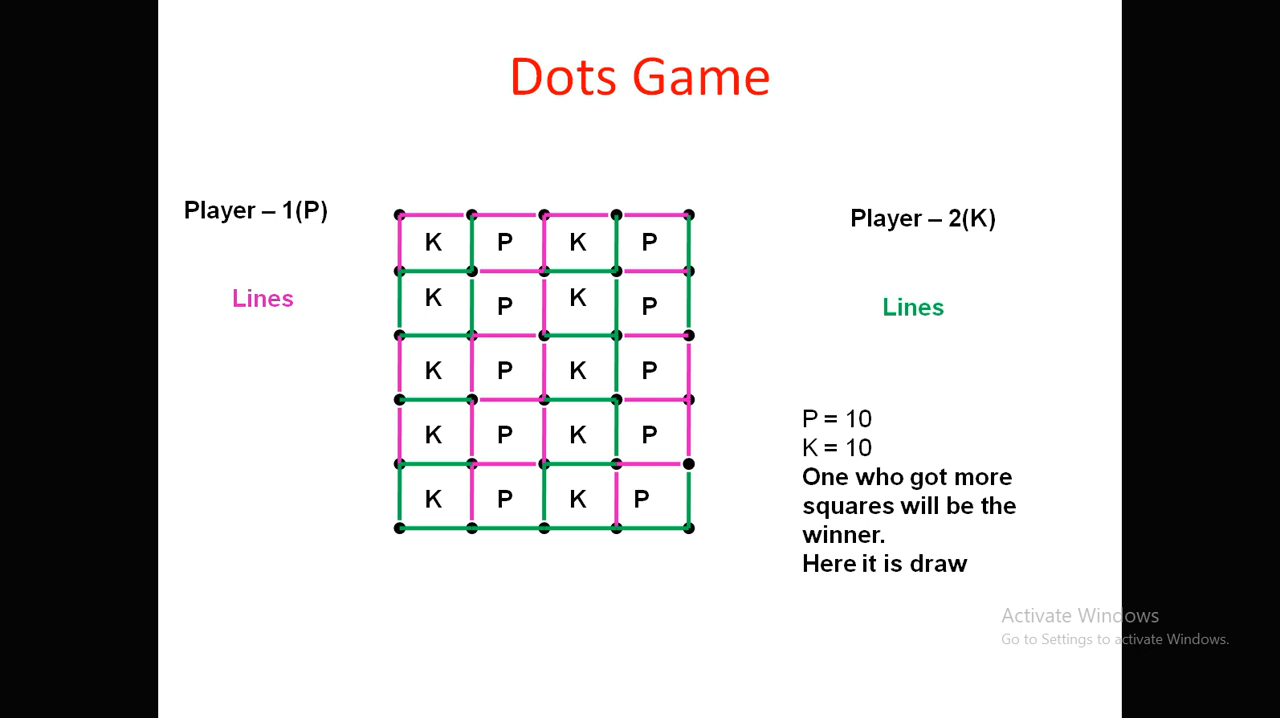 Dots Game
Player – 1(P)
Player – 2(K)
Lines
Lines
K P K P
K P K P
K P K P
K P K P
K P K P
P = 10
K = 10
One who got more
squares will be the
winner.
Here it is draw
Activate Windows
Go to Settings to activate Windows.